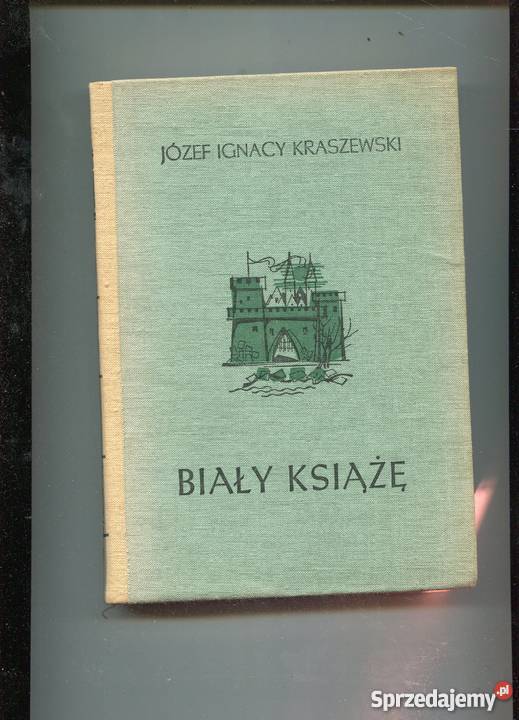 JÓZEF IGNACY KRASZEWSKI
BIAŁY KSIĄŻĘ
Sprzedajemy.pl